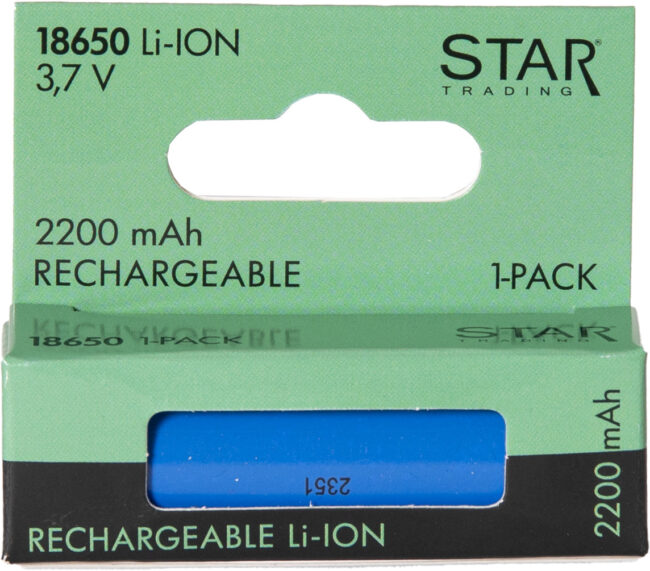 18650 Li-ION
3,7 V
STAR
TRADING
2200 mAh
RECHARGEABLE
1-PACK
18650 1-PACK
STAR
TRADING
2200 mAh
2351
RECHARGEABLE Li-ION